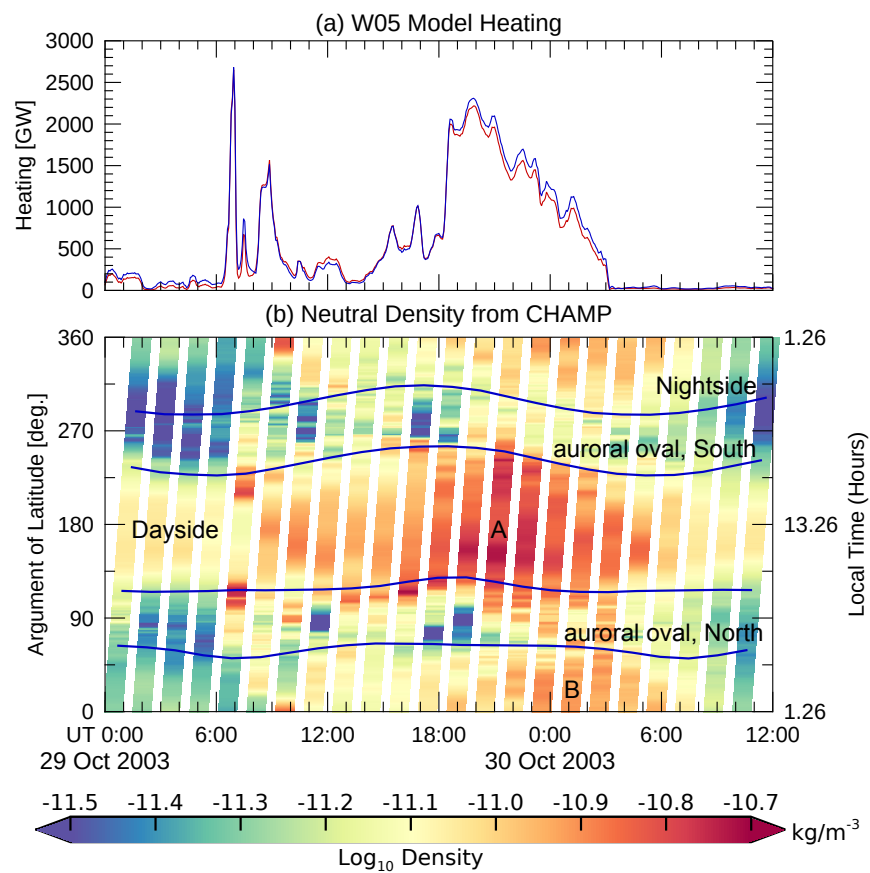 (a) W05 Model Heating
3000
2500
2000
1500
1000
500
0
Heating [GW]
(b) Neutral Density from CHAMP
360
270
180
90
0
Argument of Latitude [deg.]
1.26
13.26
1.26
Local Time (Hours)
Nightside
auroral oval, South
Dayside
A
auroral oval, North
B
UT 0:00 6:00 12:00 18:00 0:00 6:00 12:00
29 Oct 2003 30 Oct 2003
-11.5 -11.4 -11.3 -11.2 -11.1 -11.0 -10.9 -10.8 -10.7
kg/m⁻³
Log₁₀ Density